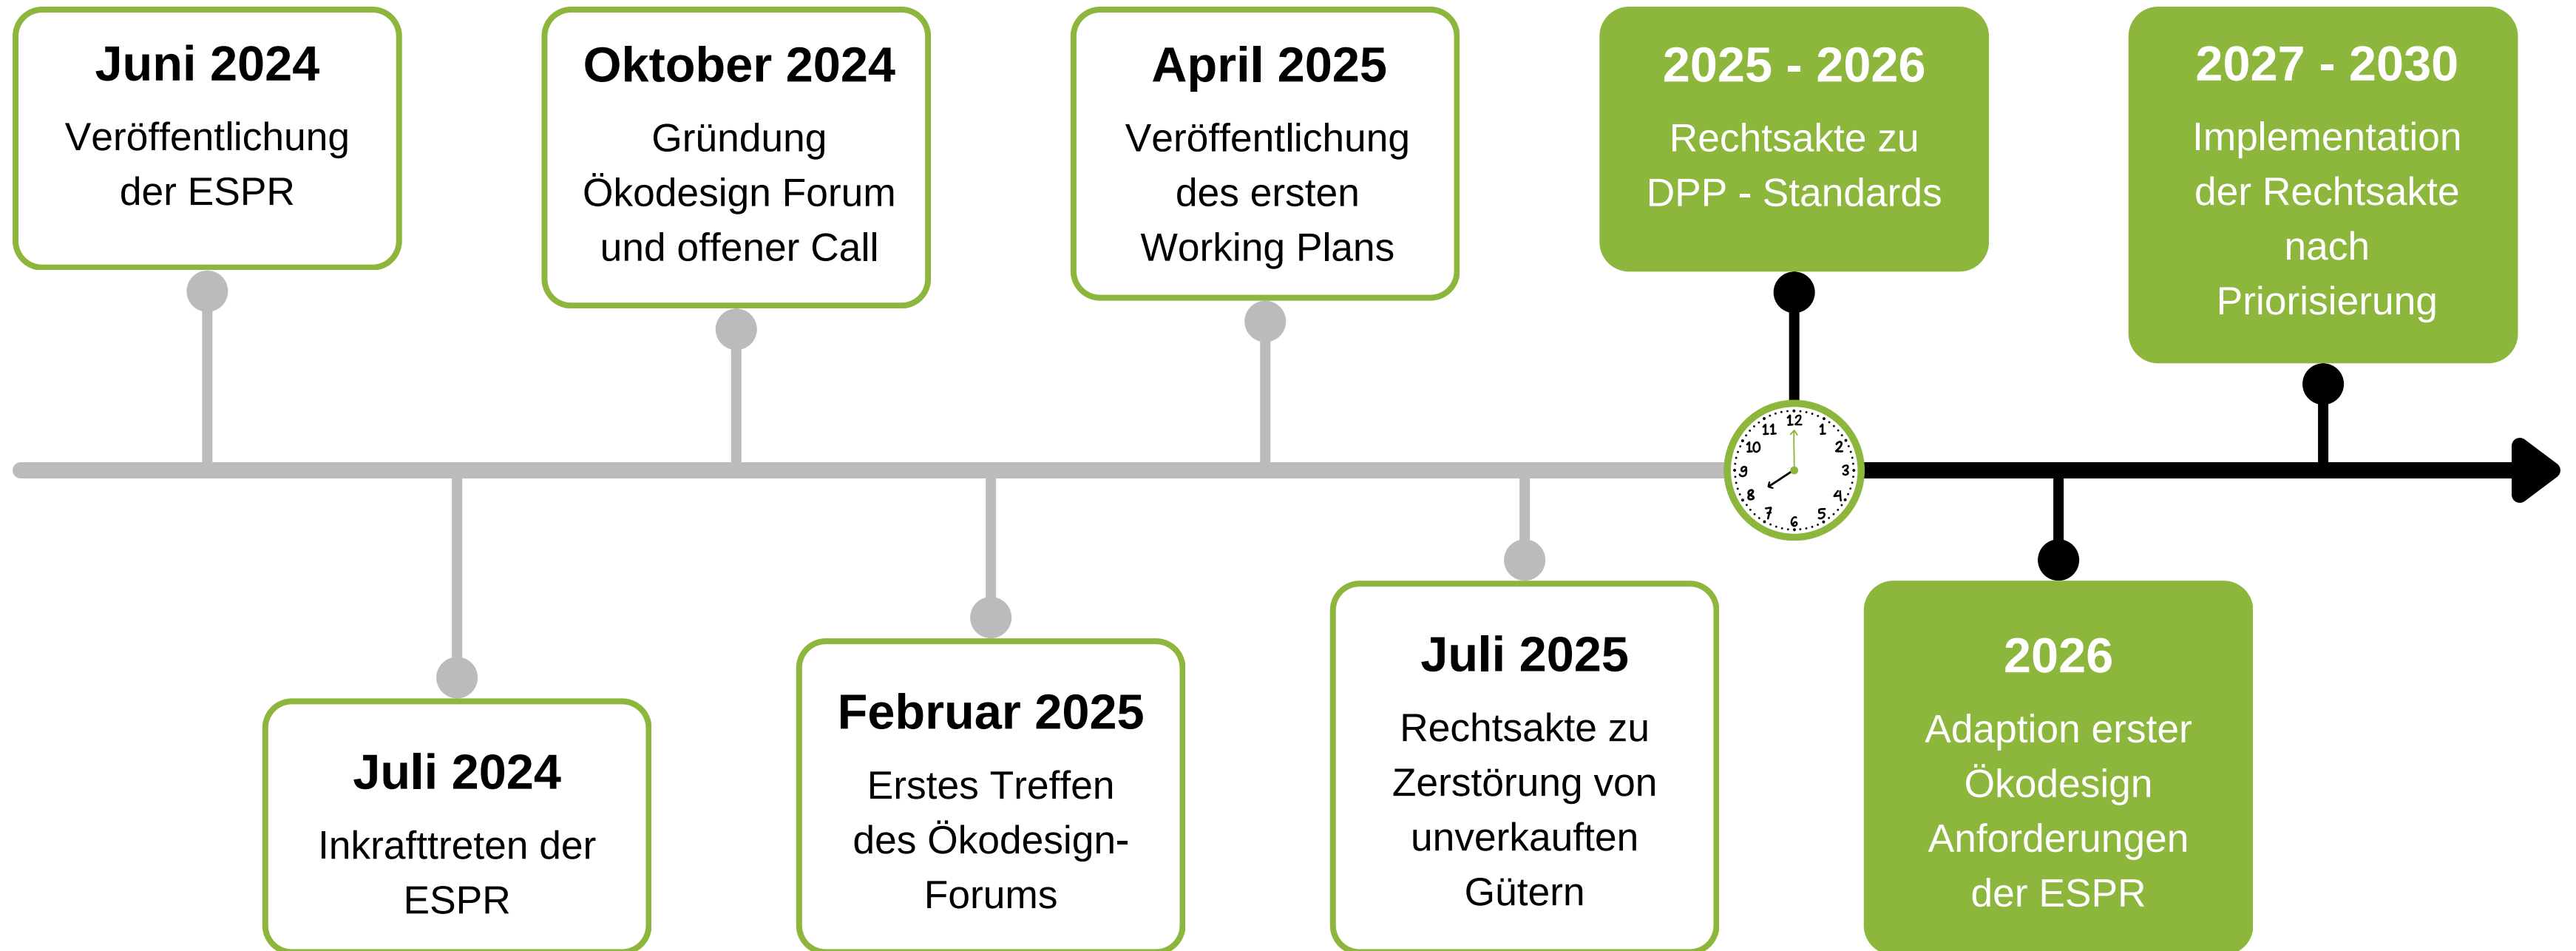 Juni 2024
Veröffentlichung
der ESPR
Juli 2024
Inkrafttreten der
ESPR
Oktober 2024
Gründung
Ökodesign Forum
und offener Call
Februar 2025
Erstes Treffen
des Ökodesign-
Forums
April 2025
Veröffentlichung
des ersten
Working Plans
Juli 2025
Rechtsakte zu
Zerstörung von
unverkauften
Gütern
2025 - 2026
Rechtsakte zu
DPP - Standards
12
1
2
3
4
5
6
7
8
9
10
11
2026
Adaption erster
Ökodesign
Anforderungen
der ESPR
2027 - 2030
Implementation
der Rechtsakte
nach
Priorisierung